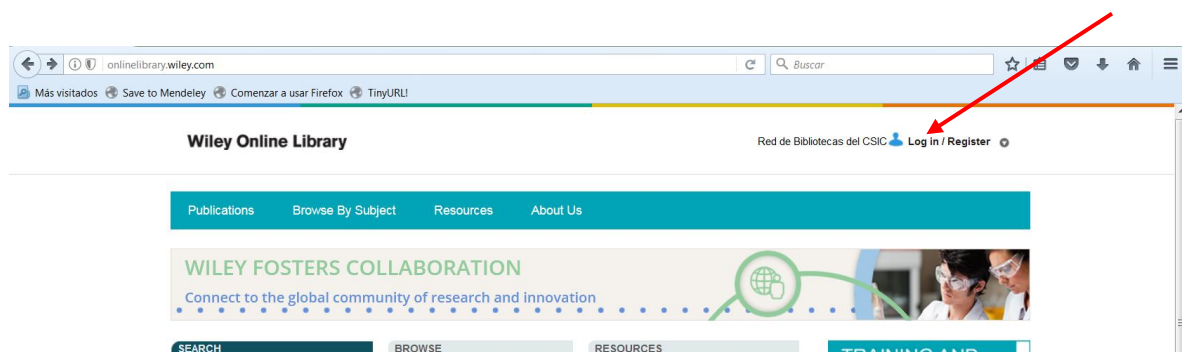 onlinelibrary.wiley.com
Buscar
Más visitados Save to Mendeley Comenzar a usar Firefox TinyURL!
Wiley Online Library
Red de Bibliotecas del CSIC Log in / Register
Publications Browse By Subject Resources About Us
WILEY FOSTERS COLLABORATION
Connect to the global community of research and innovation
SEARCH BROWSE RESOURCES
TRAINING AND